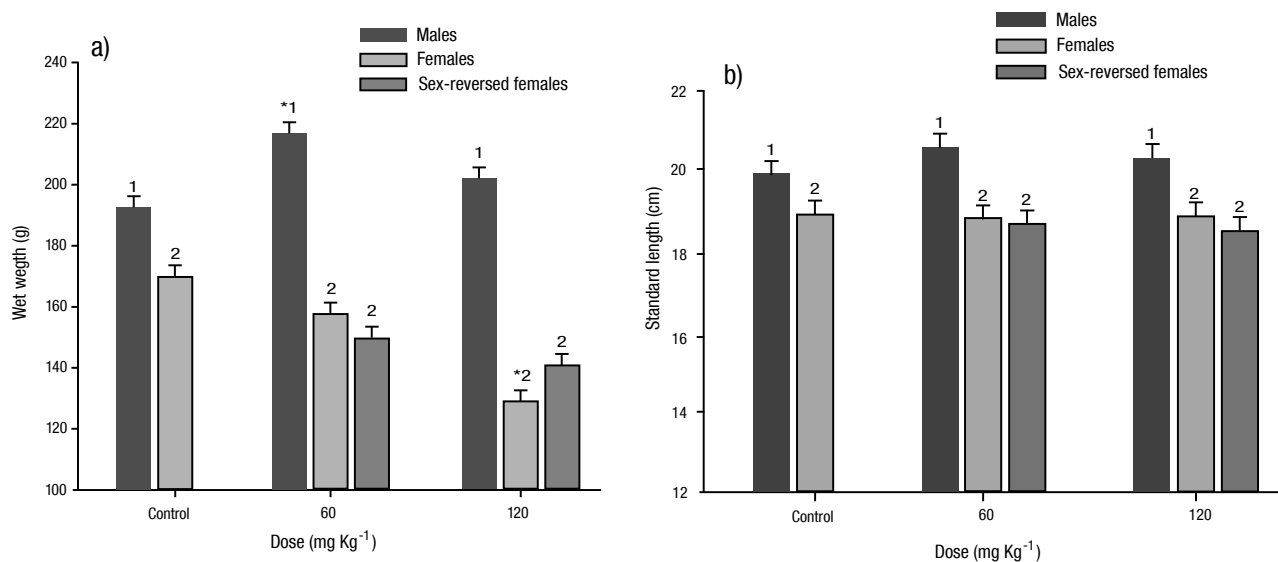 a)
Males
Females
Sex-reversed females
240
220
200
180
160
140
120
100
Wet wegth (g)
1
2
*1
2
2
1
*2
2
Control
60
120
Dose (mg Kg-1)
b)
Males
Females
Sex-reversed females
22
20
18
16
14
12
Standard length (cm)
1
2
1
2
2
1
2
2
Control
60
120
Dose (mg Kg-1)